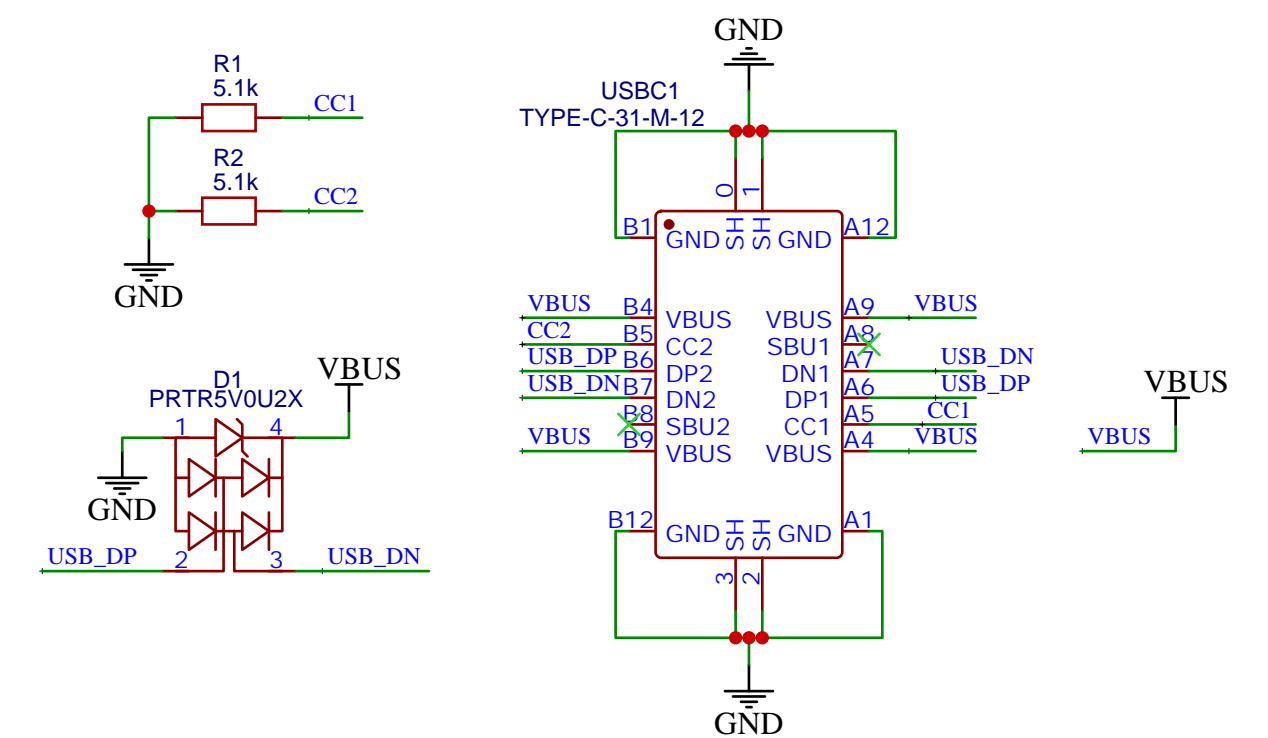 R1
5.1k
CC1
R2
5.1k
CC2
GND
D1
PRTR5V0U2X
VBUS
1
4
GND
USB_DP
2
3
USB_DN
GND
USBC1
TYPE-C-31-M-12
0
1
B1
GND
SH
SH
GND
A12
VBUS
B4
VBUS
VBUS
A9
VBUS
CC2
B5
CC2
SBU1
A8
USB_DP
B6
DP2
DN1
A7
USB_DN
USB_DN
B7
DN2
DP1
A6
USB_DP
B8
SBU2
CC1
A5
CC1
VBUS
B9
VBUS
VBUS
A4
VBUS
B12
GND
SH
SH
GND
A1
3
2
GND
VBUS
VBUS